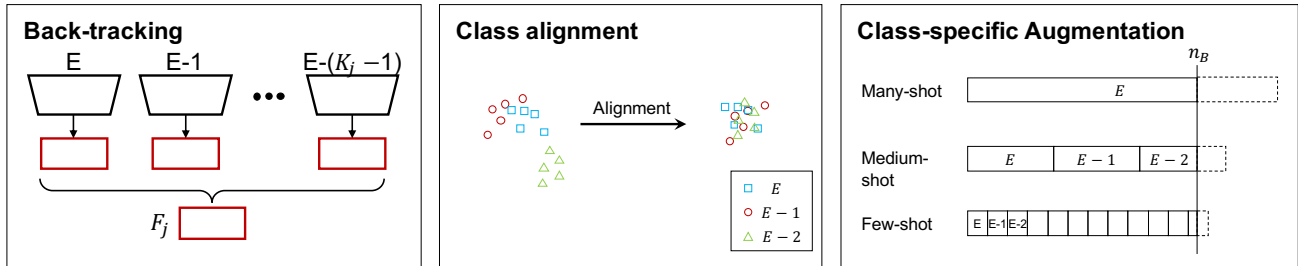 Back-tracking
E
E-1
E-(K_j − 1)
•••
F_j
Class alignment
Alignment
E
E − 1
E − 2
Class-specific Augmentation
n_B
Many-shot
E
Medium-
shot
E
E − 1
E − 2
Few-shot
E
E-1
E-2